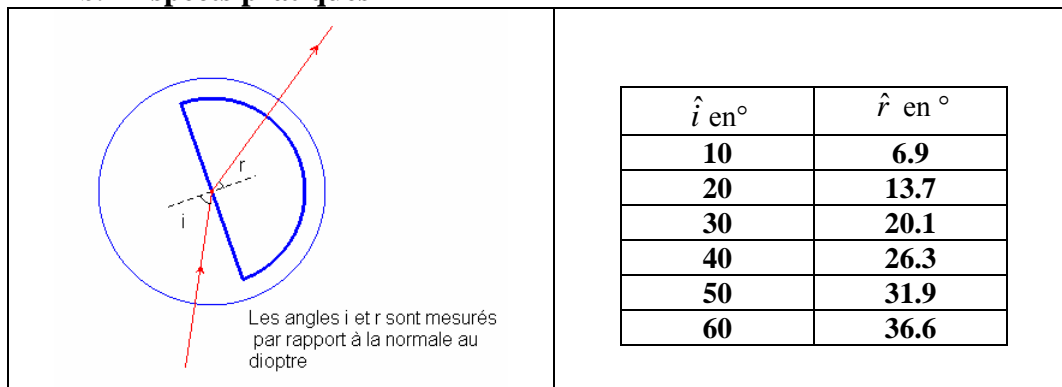 r
i
Les angles i et r sont mesurés
par rapport à la normale au
dioptre
î en° r̂ en °
10 6.9
20 13.7
30 20.1
40 26.3
50 31.9
60 36.6